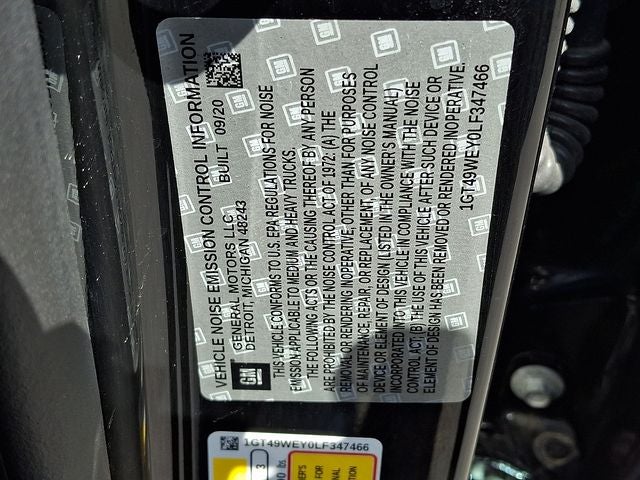 VEHICLE NOISE EMISSION CONTROL INFORMATION
GM
GENERAL MOTORS LLC BUILT 09/20
DETROIT MICHIGAN 48243
THIS VEHICLE CONFORMS TO U.S. EPA REGULATIONS FOR NOISE
EMISSION APPLICABLE TO MEDIUM AND HEAVY TRUCKS.
THE FOLLOWING ACTS OR THE CAUSING THEREOF BY ANY PERSON
ARE PROHIBITED BY THE NOISE CONTROL ACT OF 1972: (A) THE
REMOVAL OR RENDERING INOPERATIVE, OTHER THAN FOR PURPOSES
OF MAINTENANCE, REPAIR, OR REPLACEMENT, OF ANY NOISE CONTROL
DEVICE OR ELEMENT OF DESIGN (LISTED IN THE OWNER'S MANUAL)
INCORPORATED INTO THIS VEHICLE IN COMPLIANCE WITH THE NOISE
CONTROL ACT; (B) THE USE OF THIS VEHICLE AFTER SUCH DEVICE OR
ELEMENT OF DESIGN HAS BEEN REMOVED OR RENDERED INOPERATIVE.
1GT49WEY0LF347466
1GT49WEY0LF347466
3
lbs
FOR